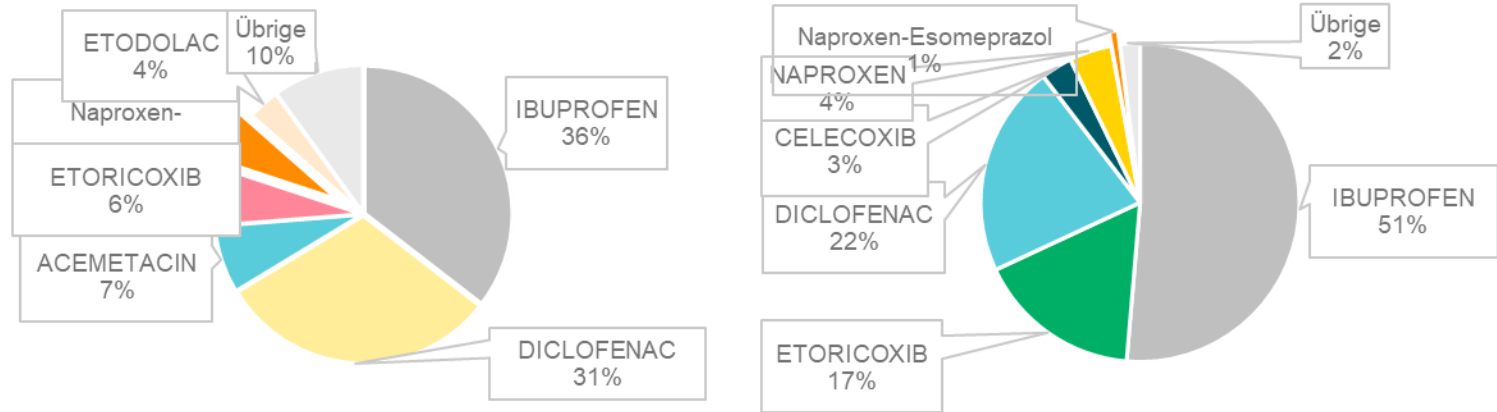 ETODOLAC
4%
Übrige
10%
Naproxen-
ETORICOXIB
6%
ACEMETACIN
7%
IBUPROFEN
36%
DICLOFENAC
31%
Naproxen-Esomeprazol
1%
NAPROXEN
4%
CELECOXIB
3%
DICLOFENAC
22%
ETORICOXIB
17%
Übrige
2%
IBUPROFEN
51%